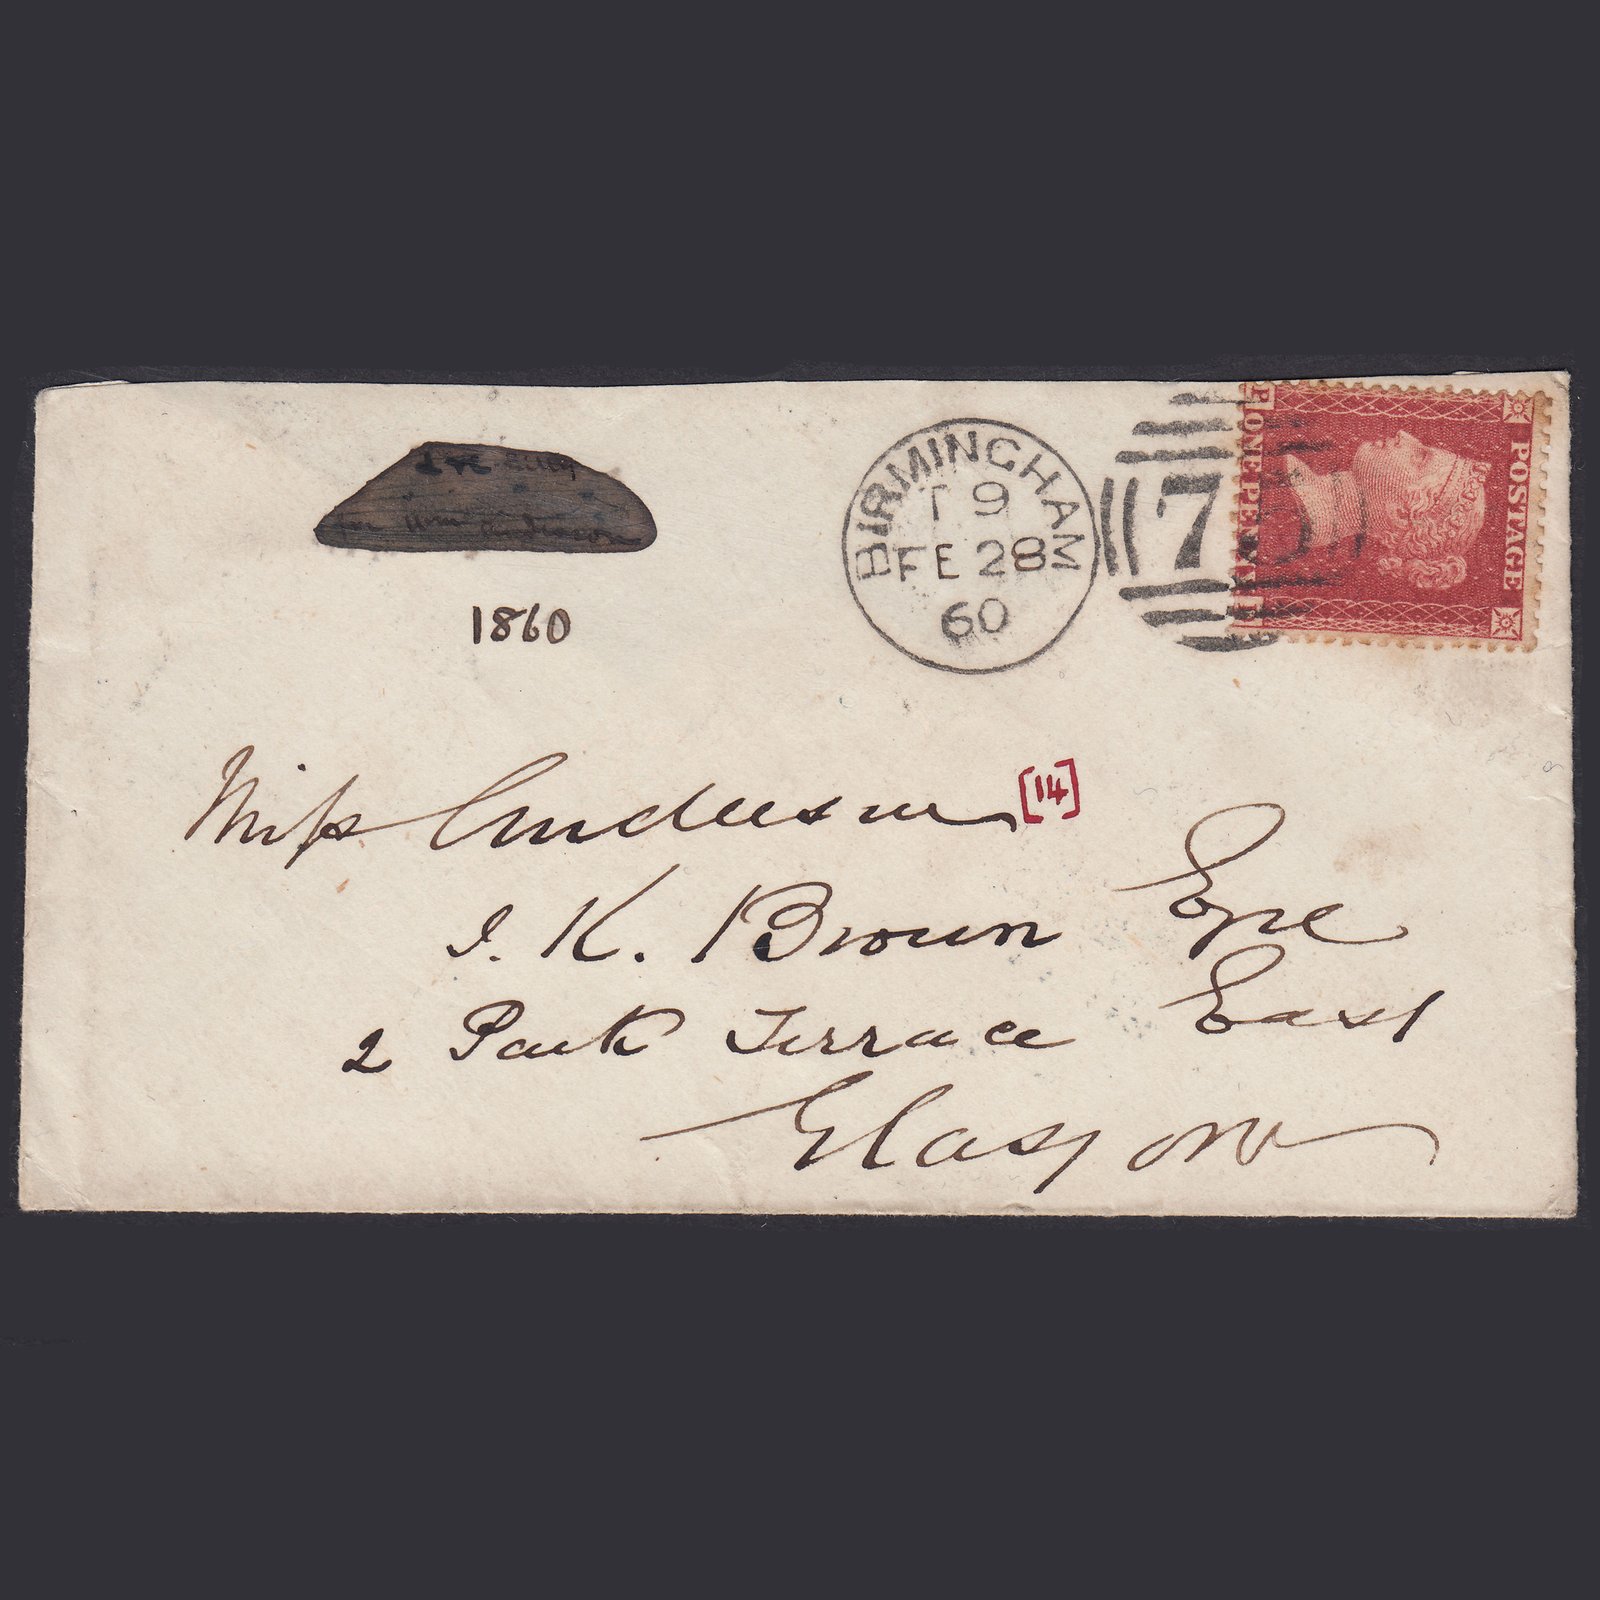 1860
BIRMINGHAM
T 9
FE 28
60
75
POSTAGE
ONE PENNY
Miss Anderson
[14]
J. K. Brown Esqre
2 Park Terrace East
Glasgow